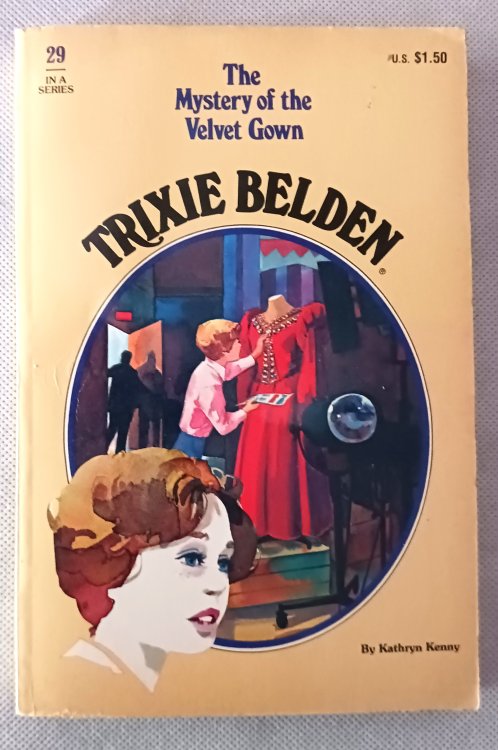 29
IN A
SERIES
U.S. $1.50
The
Mystery of the
Velvet Gown
TRIXIE BELDEN®
By Kathryn Kenny